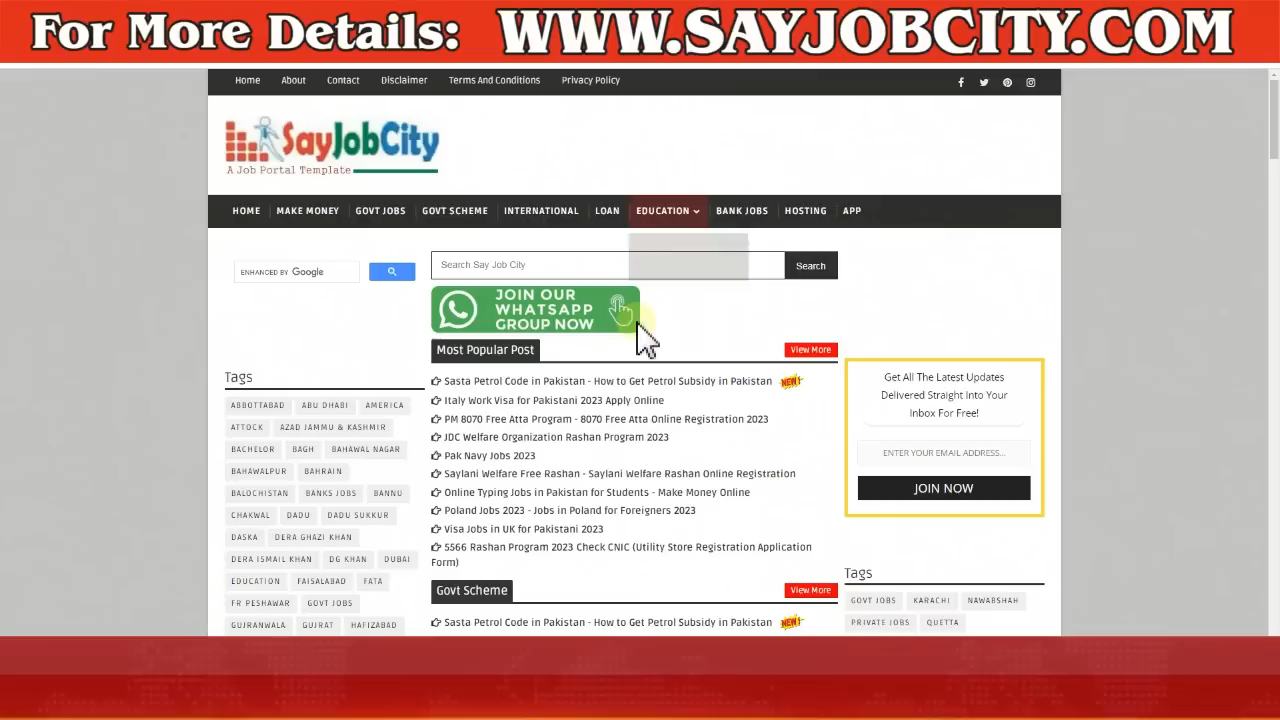 For More Details: WWW.SAYJOBCITY.COM
Home About Contact Disclaimer Terms And Conditions Privacy Policy
SayJobCity
A Job Portal Template
HOME MAKE MONEY GOVT JOBS GOVT SCHEME INTERNATIONAL LOAN EDUCATION BANK JOBS HOSTING APP
ENHANCED BY Google
Search Say Job City Search
JOIN OUR
WHATSAPP
GROUP NOW
Most Popular Post View More
Sasta Petrol Code in Pakistan - How to Get Petrol Subsidy in Pakistan NEW!
Italy Work Visa for Pakistani 2023 Apply Online
PM 8070 Free Atta Program - 8070 Free Atta Online Registration 2023
JDC Welfare Organization Rashan Program 2023
Pak Navy Jobs 2023
Saylani Welfare Free Rashan - Saylani Welfare Rashan Online Registration
Online Typing Jobs in Pakistan for Students - Make Money Online
Poland Jobs 2023 - Jobs in Poland for Foreigners 2023
Visa Jobs in UK for Pakistani 2023
5566 Rashan Program 2023 Check CNIC (Utility Store Registration Application
Form)
Govt Scheme View More
Sasta Petrol Code in Pakistan - How to Get Petrol Subsidy in Pakistan NEW!
Tags
ABBOTTABAD ABU DHABI AMERICA
ATTOCK AZAD JAMMU & KASHMIR
BACHELOR BAGH BAHAWAL NAGAR
BAHAWALPUR BAHRAIN
BALOCHISTAN BANKS JOBS BANNU
CHAKWAL DADU DADU SUKKUR
DASKA DERA GHAZI KHAN
DERA ISMAIL KHAN DG KHAN DUBAI
EDUCATION FAISALABAD FATA
FR PESHAWAR GOVT JOBS
GUJRANWALA GUJRAT HAFIZABAD
Get All The Latest Updates
Delivered Straight Into Your
Inbox For Free!
ENTER YOUR EMAIL ADDRESS...
JOIN NOW
Tags
GOVT JOBS KARACHI NAWABSHAH
PRIVATE JOBS QUETTA